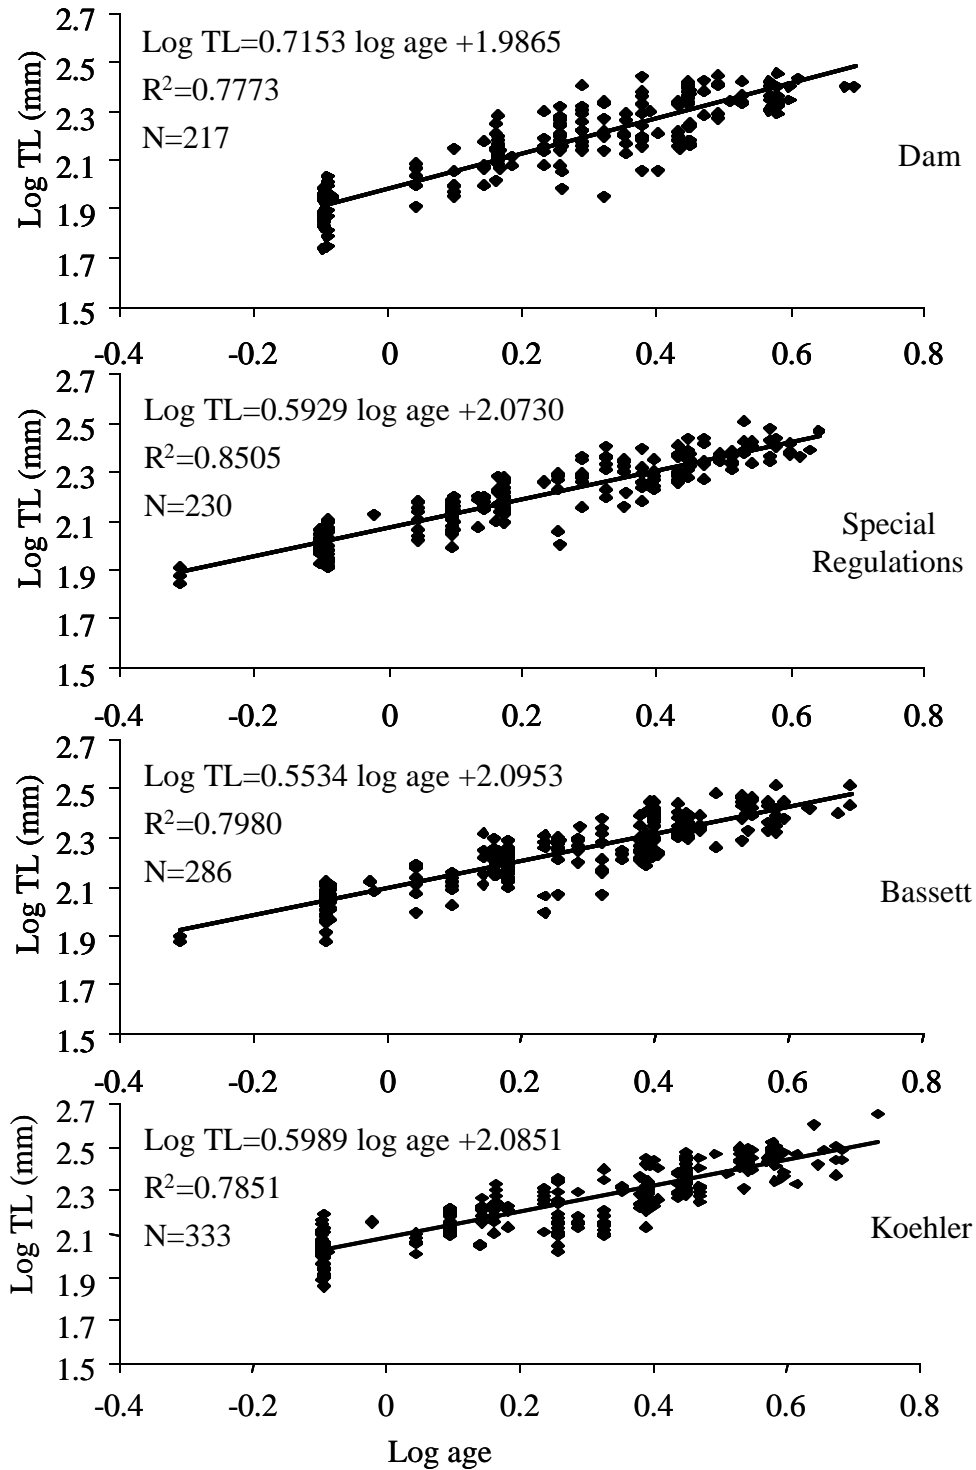 2.7
Log TL=0.7153 log age +1.9865
2.5
R²=0.7773
2.3
N=217
2.1
Dam
1.9
1.7
1.5
Log TL (mm)
-0.4 -0.2 0 0.2 0.4 0.6 0.8
2.7
Log TL=0.5929 log age +2.0730
2.5
R²=0.8505
2.3
N=230
2.1
Special
Regulations
1.9
1.7
1.5
Log TL (mm)
-0.4 -0.2 0 0.2 0.4 0.6 0.8
2.7
Log TL=0.5534 log age +2.0953
2.5
R²=0.7980
2.3
N=286
2.1
Bassett
1.9
1.7
1.5
Log TL (mm)
-0.4 -0.2 0 0.2 0.4 0.6 0.8
2.7
Log TL=0.5989 log age +2.0851
2.5
R²=0.7851
2.3
N=333
2.1
Koehler
1.9
1.7
1.5
Log TL (mm)
-0.4 -0.2 0 0.2 0.4 0.6 0.8
Log age